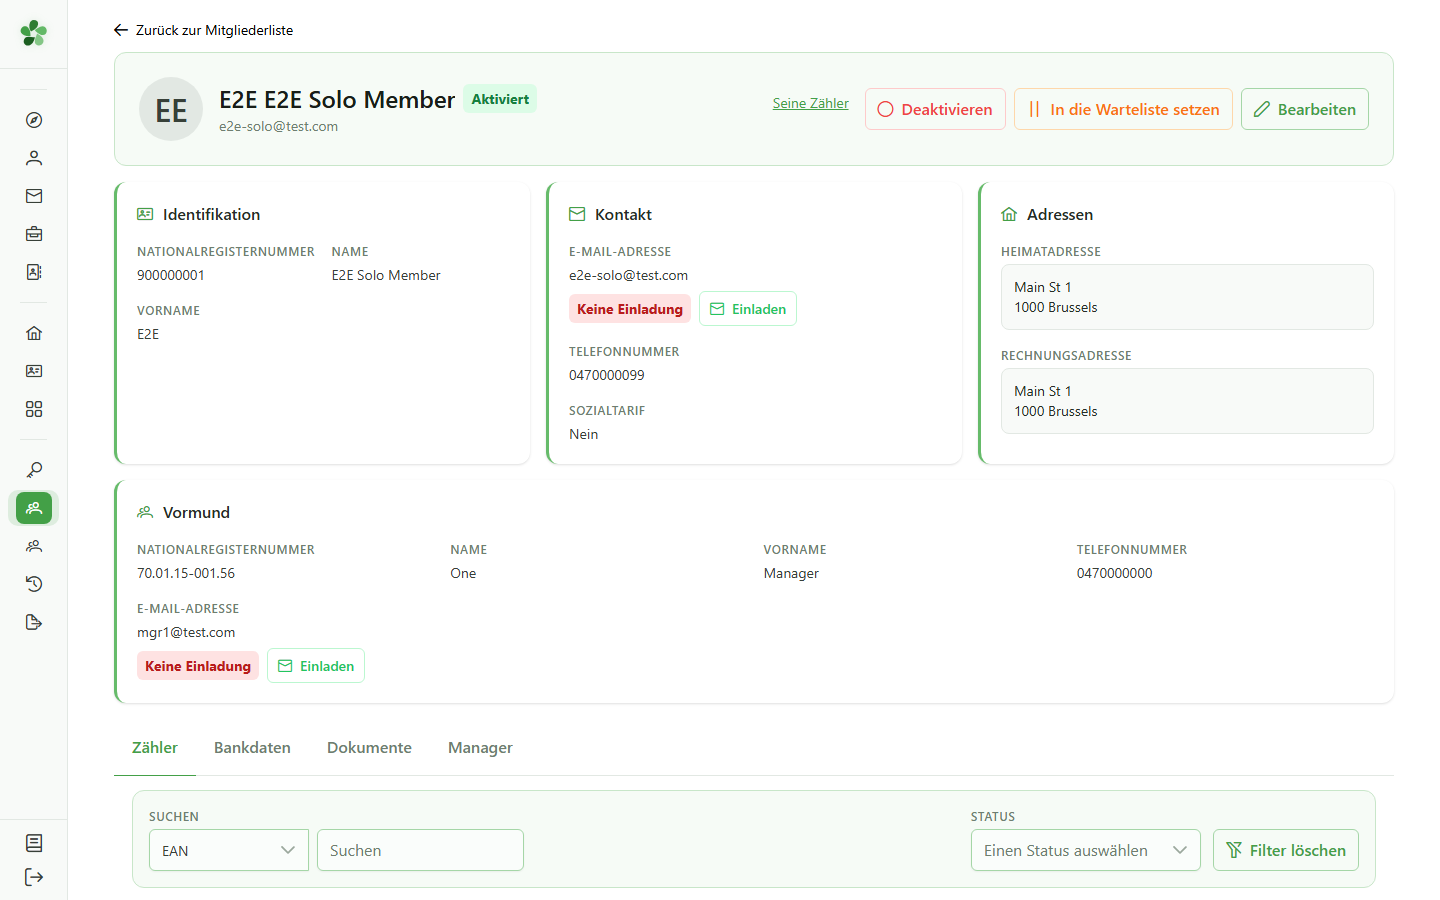 Zurück zur Mitgliederliste
EE
E2E E2E Solo Member
Aktiviert
e2e-solo@test.com
Seine Zähler
Deaktivieren
In die Warteliste setzen
Bearbeiten
Identifikation
NATIONALREGISTERNUMMER
900000001
NAME
E2E Solo Member
VORNAME
E2E
Kontakt
E-MAIL-ADRESSE
e2e-solo@test.com
Keine Einladung
Einladen
TELEFONNUMMER
0470000099
SOZIALTARIF
Nein
Adressen
HEIMATADRESSE
Main St 1
1000 Brussels
RECHNUNGSADRESSE
Main St 1
1000 Brussels
Vormund
NATIONALREGISTERNUMMER
70.01.15-001.56
NAME
One
VORNAME
Manager
TELEFONNUMMER
0470000000
E-MAIL-ADRESSE
mgr1@test.com
Keine Einladung
Einladen
Zähler
Bankdaten
Dokumente
Manager
SUCHEN
EAN
Suchen
STATUS
Einen Status auswählen
Filter löschen